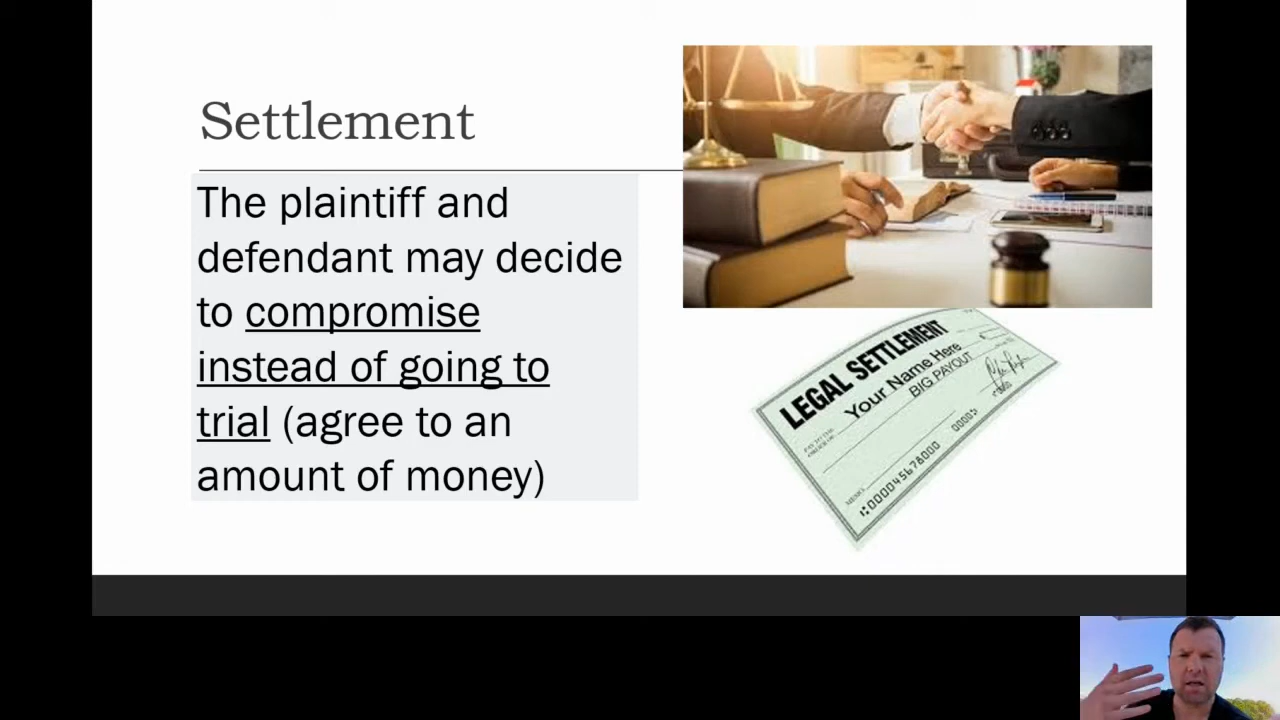 Settlement
The plaintiff and
defendant may decide
to compromise
instead of going to
trial (agree to an
amount of money)
LEGAL SETTLEMENT
Your Name Here
BIG PAYOUT